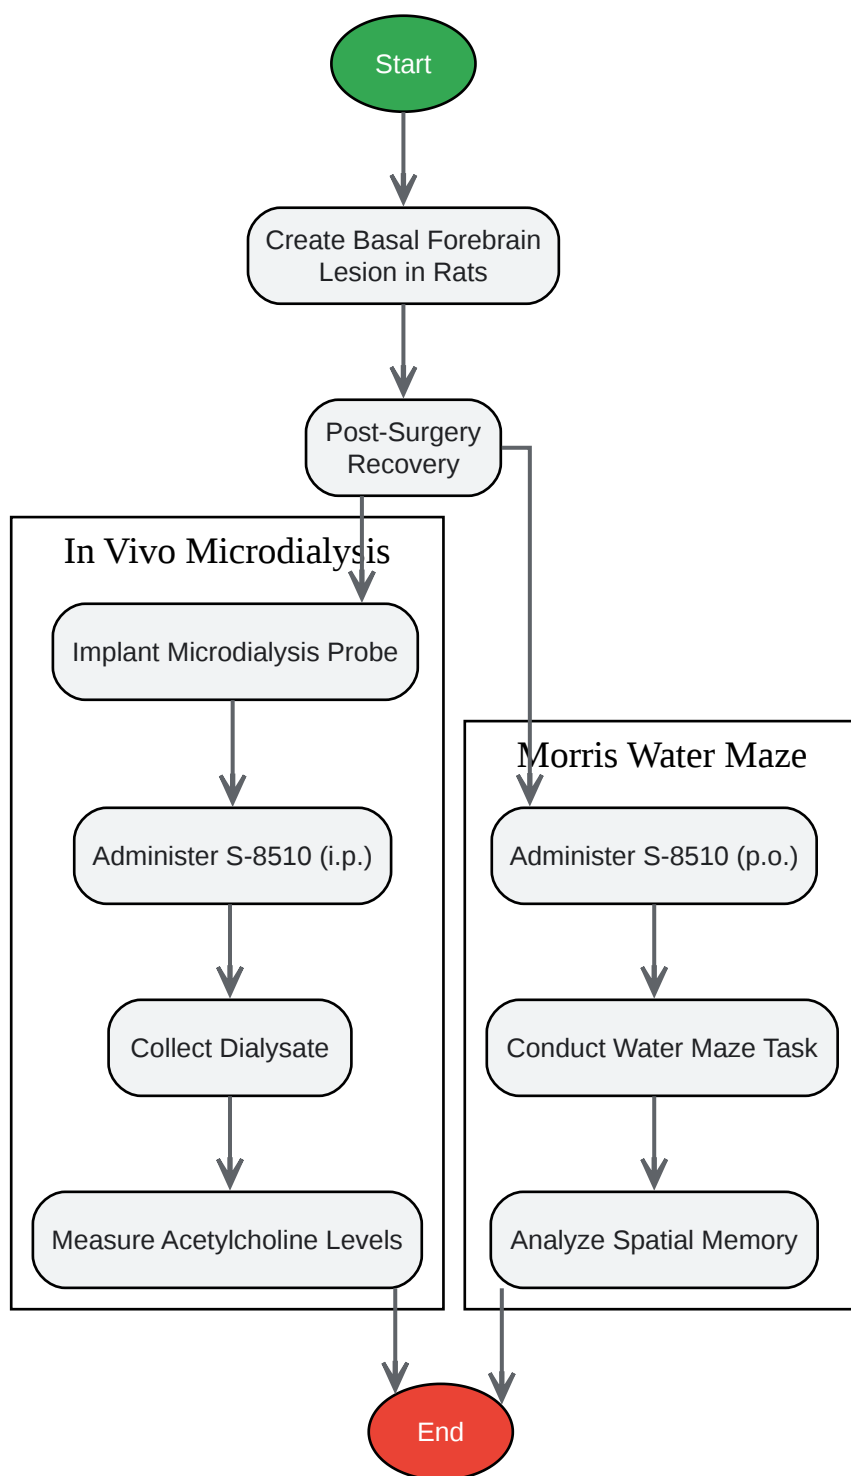 Start
Create Basal Forebrain
Lesion in Rats
Post-Surgery
Recovery
In Vivo Microdialysis
Implant Microdialysis Probe
Administer S-8510 (i.p.)
Collect Dialysate
Measure Acetylcholine Levels
Morris Water Maze
Administer S-8510 (p.o.)
Conduct Water Maze Task
Analyze Spatial Memory
End